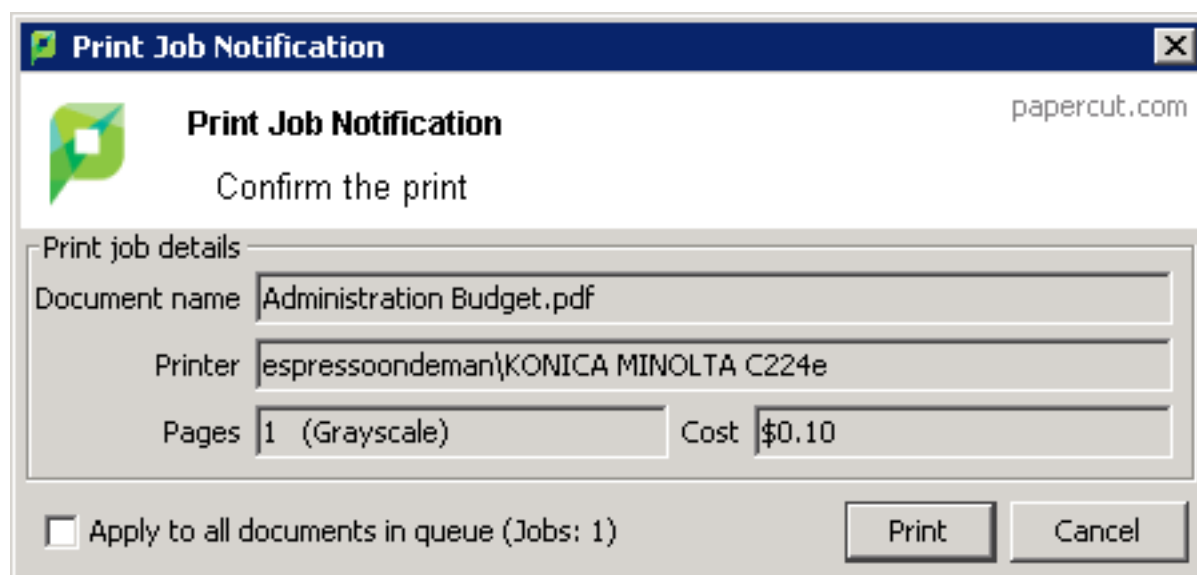 Print Job Notification
Print Job Notification
papercut.com
Confirm the print
Print job details
Document name Administration Budget.pdf
Printer espressoondeman\KONICA MINOLTA C224e
Pages 1 (Grayscale) Cost $0.10
Apply to all documents in queue (Jobs: 1) Print Cancel